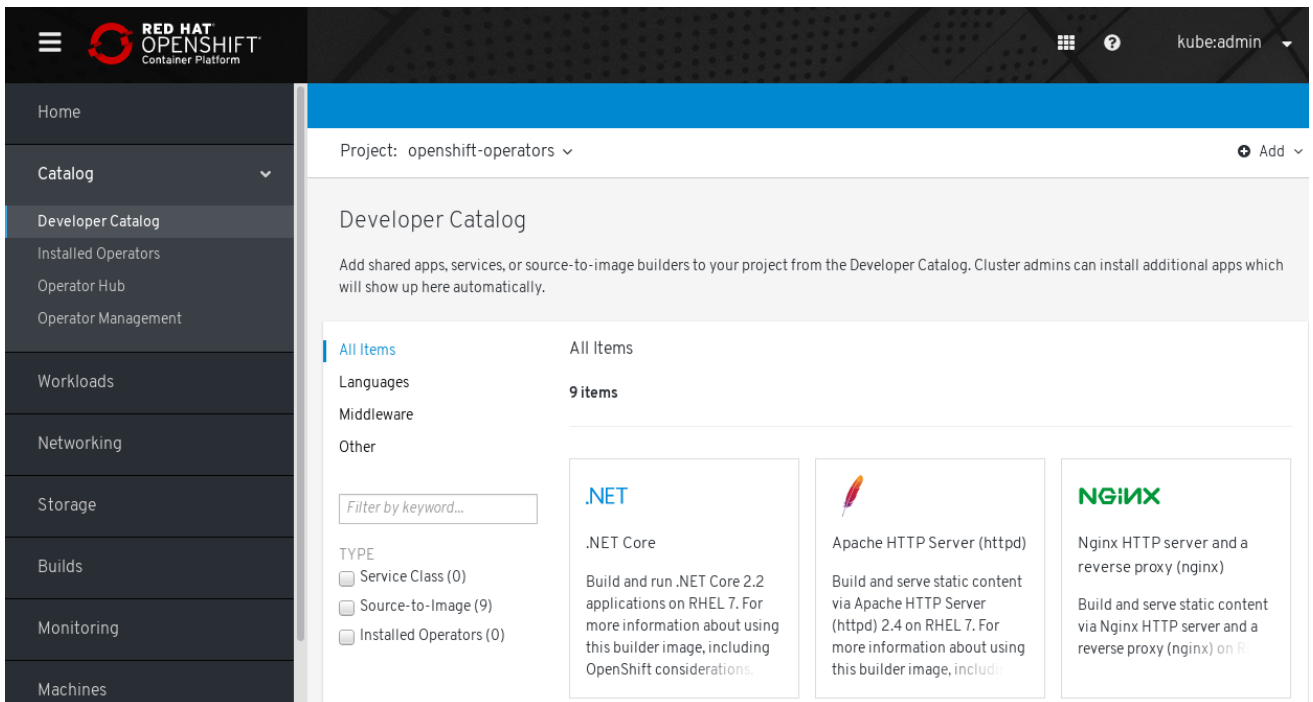 RED HAT
OPENSHIFT
Container Platform
kube:admin
Home
Catalog
Developer Catalog
Installed Operators
Operator Hub
Operator Management
Workloads
Networking
Storage
Builds
Monitoring
Machines
Project: openshift-operators
Add
Developer Catalog
Add shared apps, services, or source-to-image builders to your project from the Developer Catalog. Cluster admins can install additional apps which
will show up here automatically.
All Items
Languages
Middleware
Other
Filter by keyword...
TYPE
Service Class (0)
Source-to-Image (9)
Installed Operators (0)
All Items
9 items
.NET
.NET Core
Build and run .NET Core 2.2
applications on RHEL 7. For
more information about using
this builder image, including
OpenShift considerations,
Apache HTTP Server (httpd)
Build and serve static content
via Apache HTTP Server
(httpd) 2.4 on RHEL 7. For
more information about using
this builder image, includin
NGINX
Nginx HTTP server and a
reverse proxy (nginx)
Build and serve static content
via Nginx HTTP server and a
reverse proxy (nginx) on